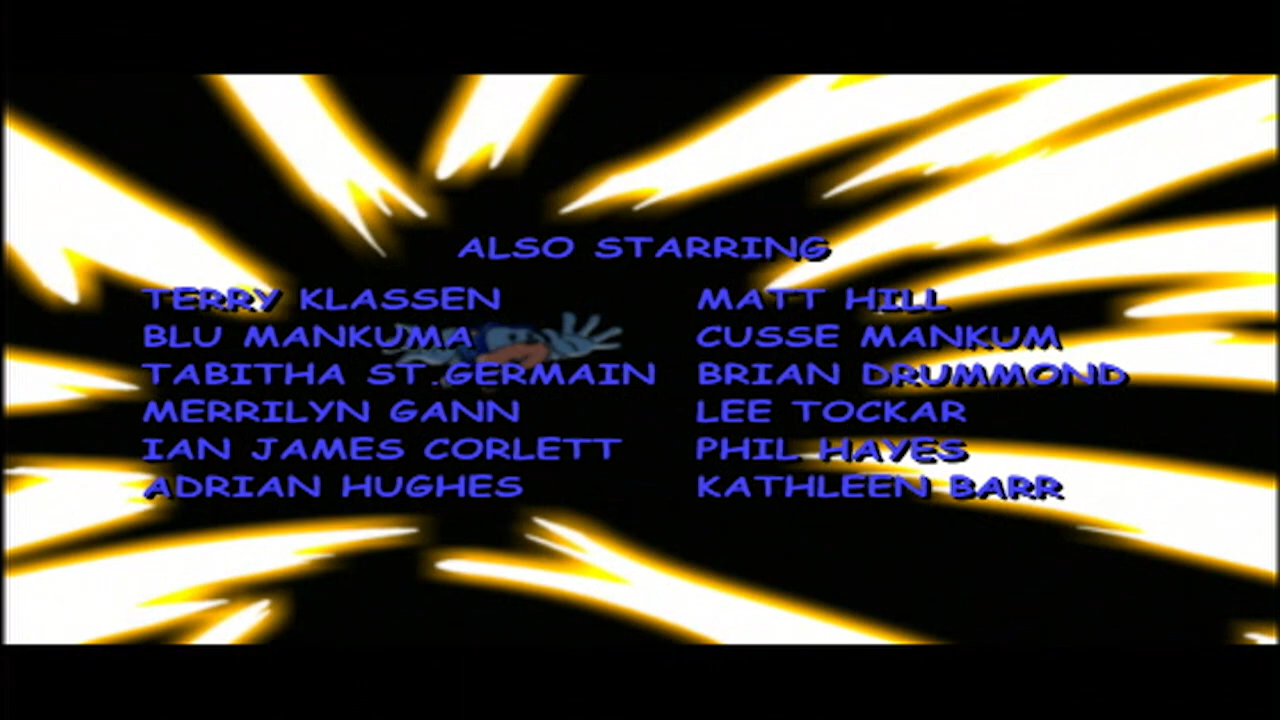 ALSO STARRING
TERRY KLASSEN
BLU MANKUMA
TABITHA ST.GERMAIN
MERRILYN GANN
IAN JAMES CORLETT
ADRIAN HUGHES
MATT HILL
CUSSE MANKUM
BRIAN DRUMMOND
LEE TOCKAR
PHIL HAYES
KATHLEEN BARR